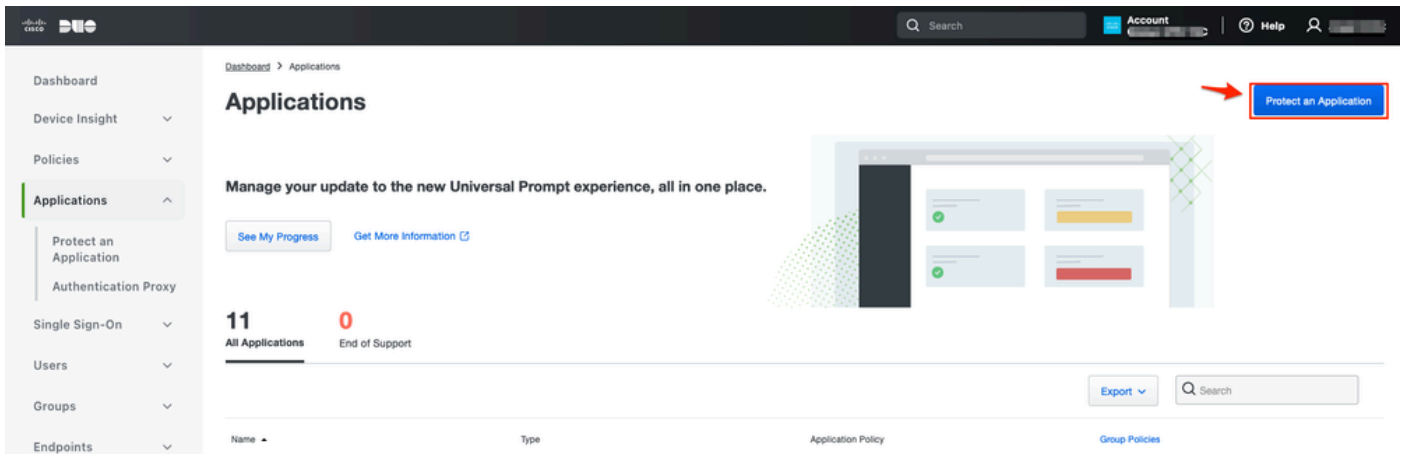 CISCO DUO
Search
Account
Help
Dashboard
Device Insight
Policies
Applications
Protect an
Application
Authentication Proxy
Single Sign-On
Users
Groups
Endpoints
Dashboard > Applications
Applications
Protect an Application
Manage your update to the new Universal Prompt experience, all in one place.
See My Progress
Get More Information
11
All Applications
0
End of Support
Export
Search
Name
Type
Application Policy
Group Policies